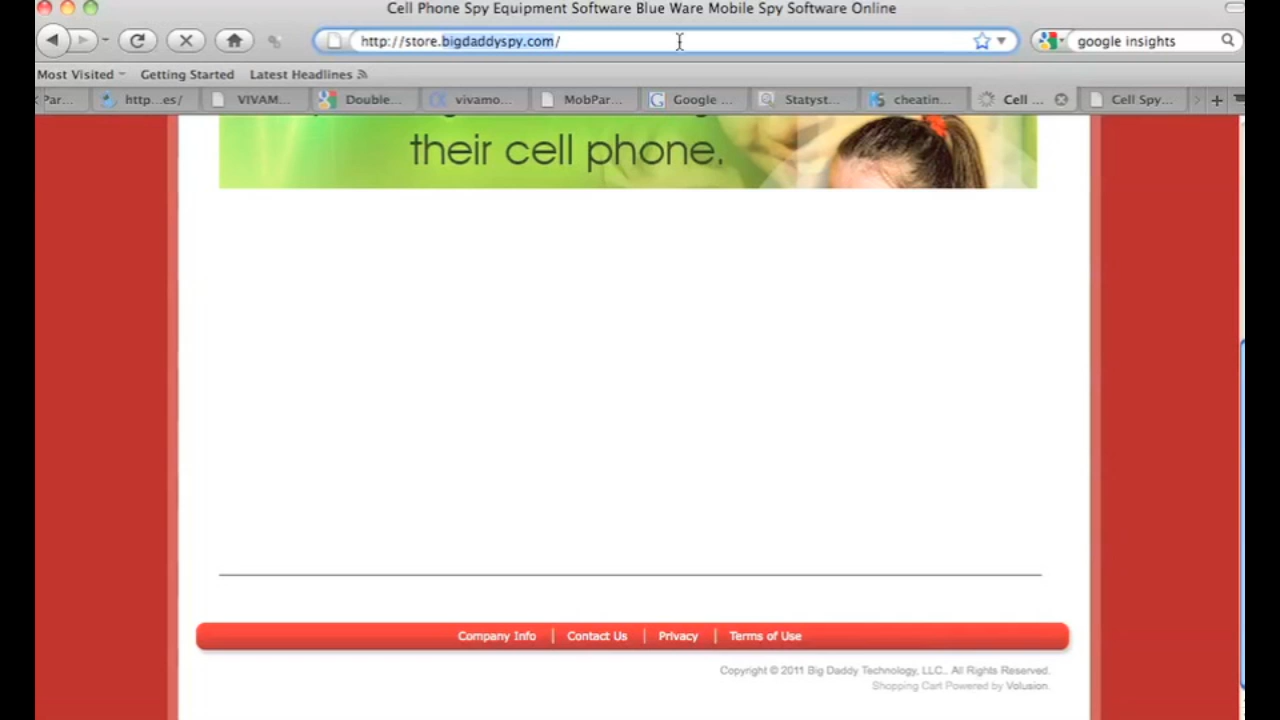 Cell Phone Spy Equipment Software Blue Ware Mobile Spy Software Online
http://store.bigdaddyspy.com/
google insights
Most Visited Getting Started Latest Headlines
Par... http...es/ VIVAM... Double... vivamo... MobPar... Google ... Statyst... cheatin... Cell ... Cell Spy...
their cell phone.
Company Info | Contact Us | Privacy | Terms of Use
Copyright © 2011 Big Daddy Technology, LLC.. All Rights Reserved.
Shopping Cart Powered by Volusion.